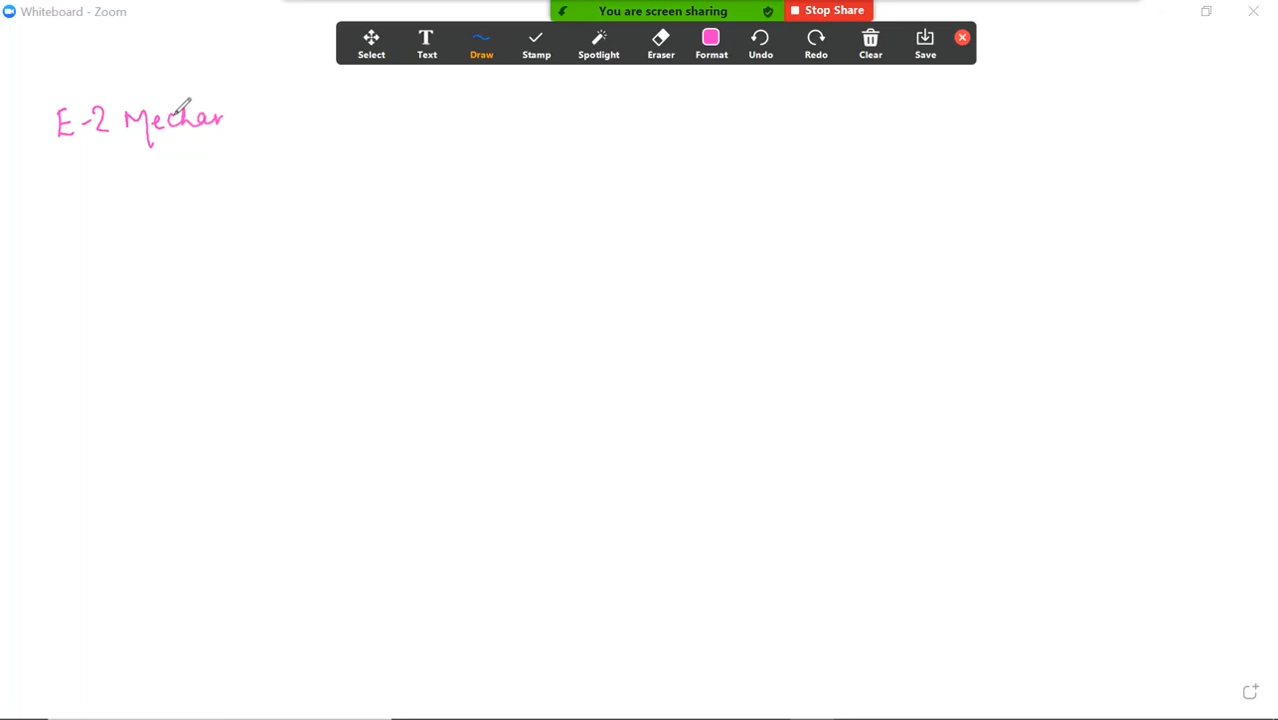 Whiteboard - Zoom
You are screen sharing
Stop Share
Select Text Draw Stamp Spotlight Eraser Format Undo Redo Clear Save
E-2 Mechan